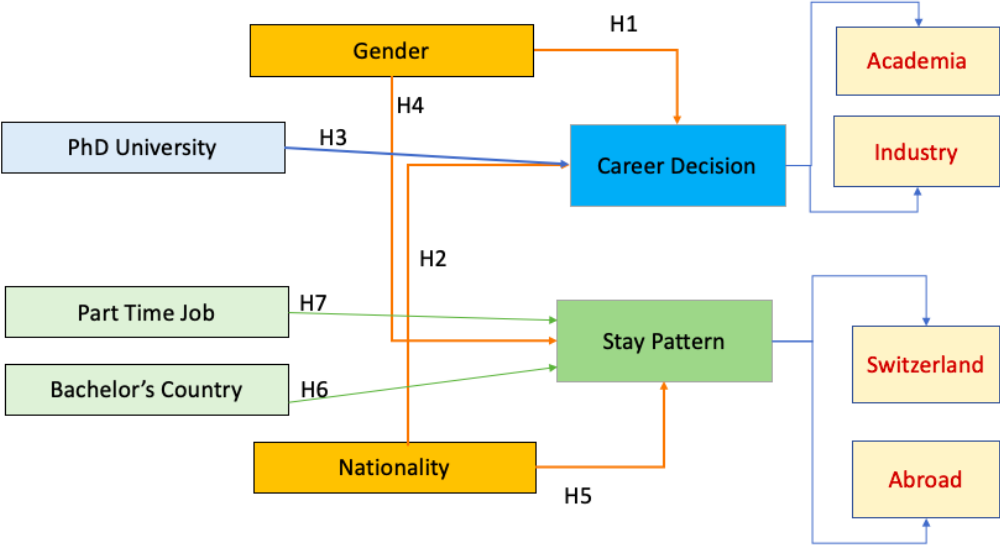 H1
Gender
Academia
H4
PhD University
H3
Career Decision
Industry
H2
Part Time Job
H7
Stay Pattern
Switzerland
Bachelor’s Country
H6
Nationality
H5
Abroad